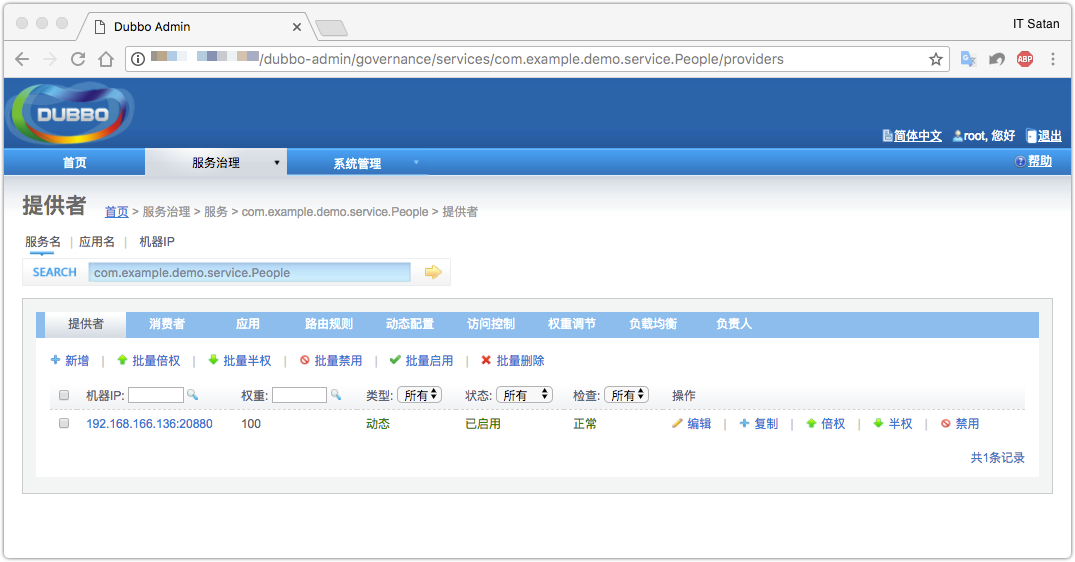 Dubbo Admin
IT Satan
/dubbo-admin/governance/services/com.example.demo.service.People/providers
ABP
DUBBO
简体中文 root, 您好 退出
首页 服务治理 系统管理 帮助
提供者 首页 > 服务治理 > 服务 > com.example.demo.service.People > 提供者
服务名 | 应用名 | 机器IP
SEARCH com.example.demo.service.People
提供者 消费者 应用 路由规则 动态配置 访问控制 权重调节 负载均衡 负责人
新增 | 批量倍权 | 批量半权 | 批量禁用 | 批量启用 | 批量删除
机器IP: 权重: 类型: 所有 状态: 所有 检查: 所有 操作
192.168.166.136:20880 100 动态 已启用 正常 编辑 | 复制 | 倍权 | 半权 | 禁用
共1条记录